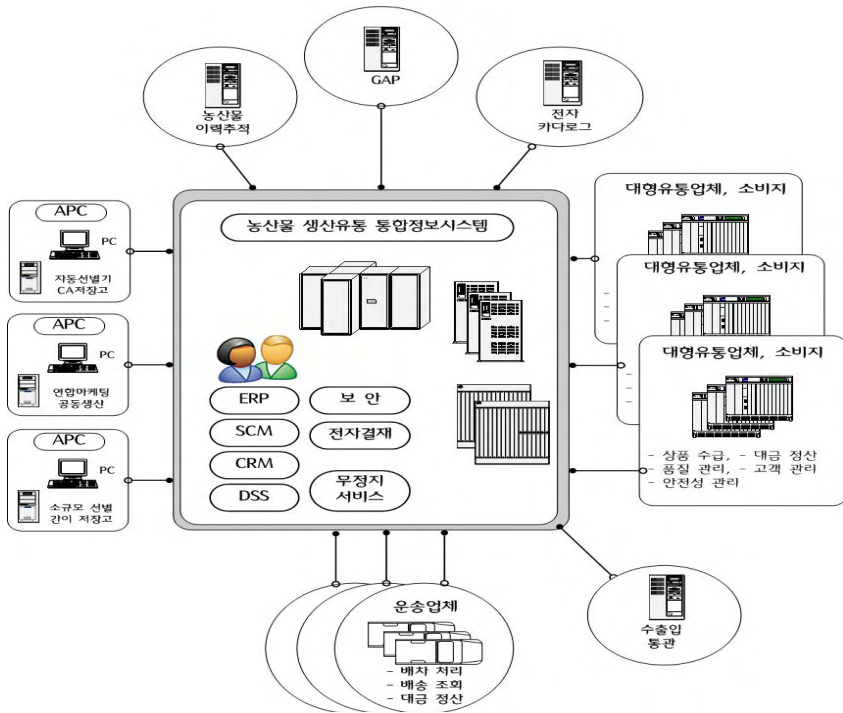 GAP
농산물
이력추적
전자
카다로그
APC
PC
자동선별기
CA저장고
APC
PC
연합마케팅
공동생산
APC
PC
소규모 선별
간이 저장고
농산물 생산유통 통합정보시스템
ERP
보 안
SCM
전자결재
CRM
DSS
무정지
서비스
대형유통업체, 소비지
-
-
대형유통업체, 소비지
-
-
대형유통업체, 소비지
- 상품 수급, - 대금 정산
- 품질 관리, - 고객 관리
- 안전성 관리
운송업체
- 배차 처리
- 배송 조회
- 대금 정산
수출입
통관